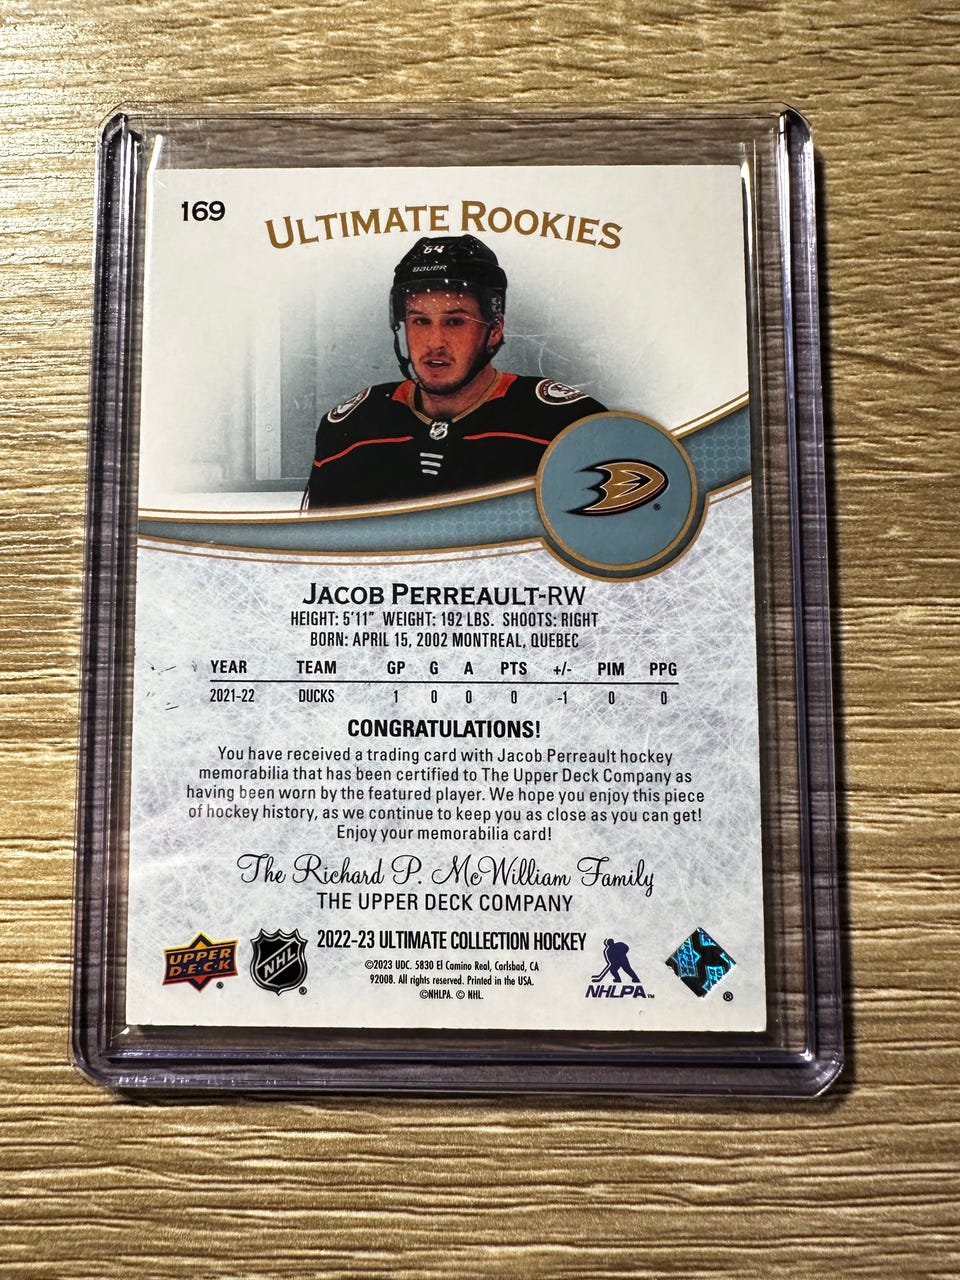 169
ULTIMATE ROOKIES
64
BAUER
JACOB PERREAULT-RW
HEIGHT: 5'11" WEIGHT: 192 LBS. SHOOTS: RIGHT
BORN: APRIL 15, 2002 MONTREAL, QUEBEC
YEAR TEAM GP G A PTS +/- PIM PPG
2021-22 DUCKS 1 0 0 0 -1 0 0
CONGRATULATIONS!
You have received a trading card with Jacob Perreault hockey
memorabilia that has been certified to The Upper Deck Company as
having been worn by the featured player. We hope you enjoy this piece
of hockey history, as we continue to keep you as close as you can get!
Enjoy your memorabilia card!
The Richard P. McWilliam Family
THE UPPER DECK COMPANY
2022-23 ULTIMATE COLLECTION HOCKEY
©2023 UDC. 5830 El Camino Real, Carlsbad, CA
92008. All rights reserved. Printed in the USA.
©NHLPA. © NHL.
UPPER
D·E·C·K ®
NHL ®
NHLPA™
®